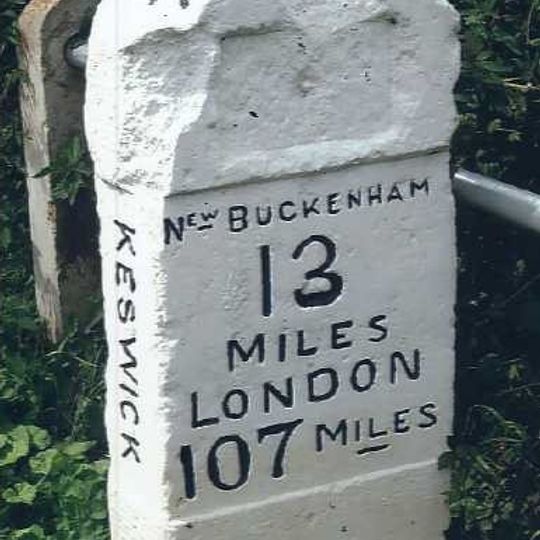 KESWICK
New BUCKENHAM
13
MILES
LONDON
107 MILES